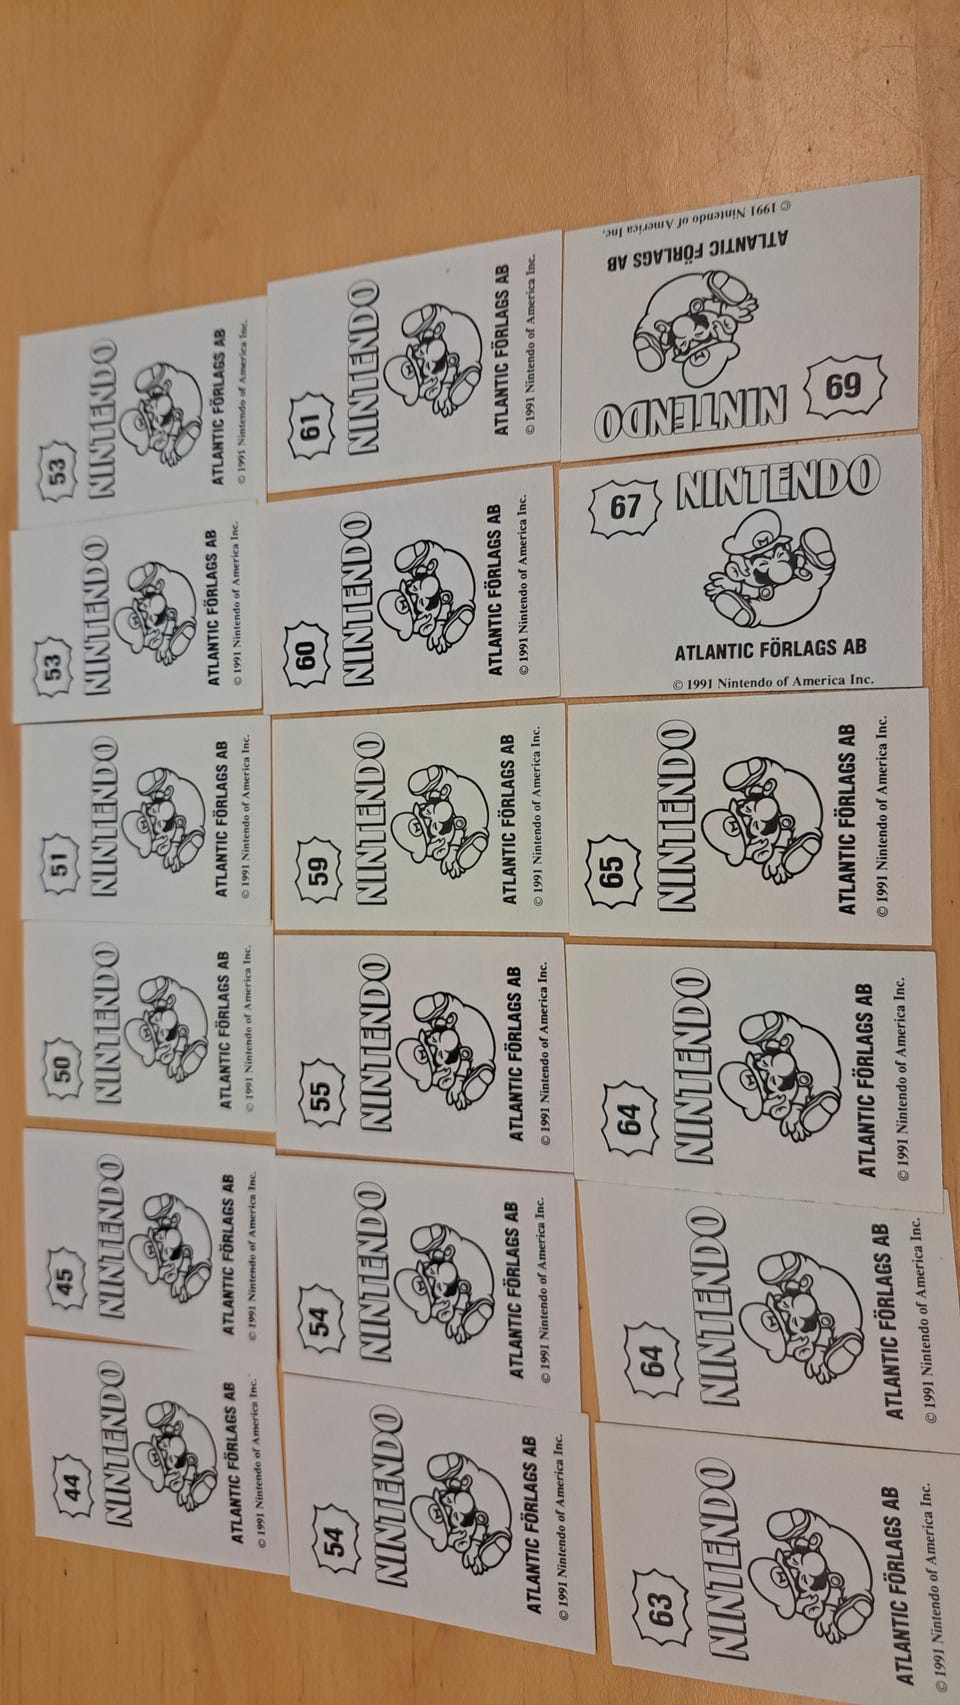 44
NINTENDO
ATLANTIC FÖRLAGS AB
© 1991 Nintendo of America Inc.
45
NINTENDO
ATLANTIC FÖRLAGS AB
© 1991 Nintendo of America Inc.
50
NINTENDO
ATLANTIC FÖRLAGS AB
© 1991 Nintendo of America Inc.
51
NINTENDO
ATLANTIC FÖRLAGS AB
© 1991 Nintendo of America Inc.
53
NINTENDO
ATLANTIC FÖRLAGS AB
© 1991 Nintendo of America Inc.
53
NINTENDO
ATLANTIC FÖRLAGS AB
© 1991 Nintendo of America Inc.
54
NINTENDO
ATLANTIC FÖRLAGS AB
© 1991 Nintendo of America Inc.
54
NINTENDO
ATLANTIC FÖRLAGS AB
© 1991 Nintendo of America Inc.
55
NINTENDO
ATLANTIC FÖRLAGS AB
© 1991 Nintendo of America Inc.
59
NINTENDO
ATLANTIC FÖRLAGS AB
© 1991 Nintendo of America Inc.
60
NINTENDO
ATLANTIC FÖRLAGS AB
© 1991 Nintendo of America Inc.
61
NINTENDO
ATLANTIC FÖRLAGS AB
© 1991 Nintendo of America Inc.
63
NINTENDO
ATLANTIC FÖRLAGS AB
© 1991 Nintendo of America Inc.
64
NINTENDO
ATLANTIC FÖRLAGS AB
© 1991 Nintendo of America Inc.
64
NINTENDO
ATLANTIC FÖRLAGS AB
© 1991 Nintendo of America Inc.
65
NINTENDO
ATLANTIC FÖRLAGS AB
© 1991 Nintendo of America Inc.
67
NINTENDO
ATLANTIC FÖRLAGS AB
© 1991 Nintendo of America Inc.
69
NINTENDO
ATLANTIC FÖRLAGS AB
© 1991 Nintendo of America Inc.